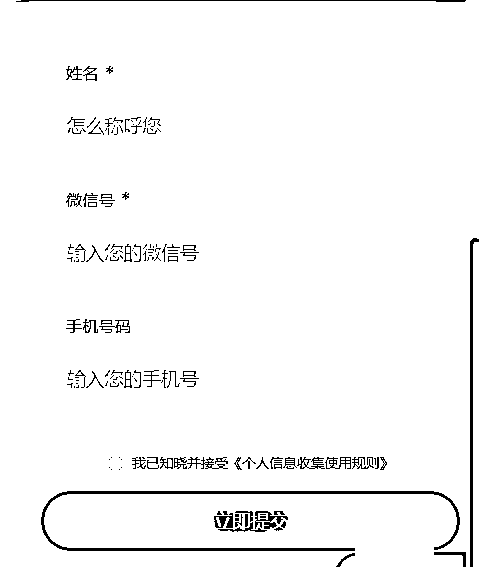 姓名 *
怎么称呼您
微信号 *
输入您的微信号
手机号码
输入您的手机号
我已知晓并接受《个人信息收集使用规则》
立即提交